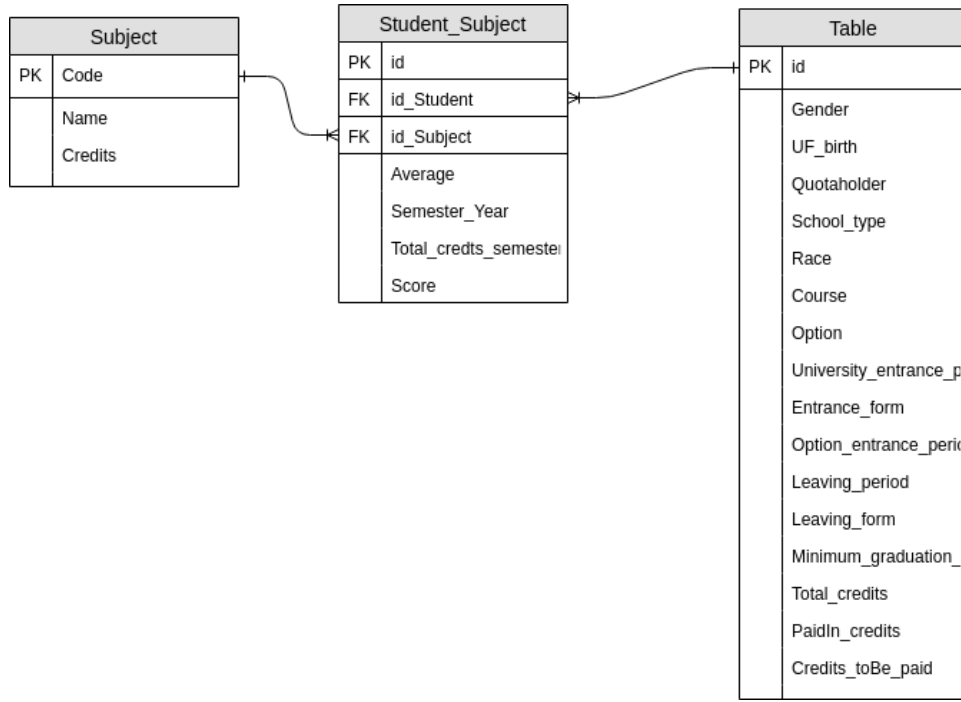 Subject
PK Code
Name
Credits
Student_Subject
PK id
FK id_Student
FK id_Subject
Average
Semester_Year
Total_credts_semester
Score
Table
PK id
Gender
UF_birth
Quotaholder
School_type
Race
Course
Option
University_entrance_p
Entrance_form
Option_entrance_perio
Leaving_period
Leaving_form
Minimum_graduation_
Total_credits
PaidIn_credits
Credits_toBe_paid